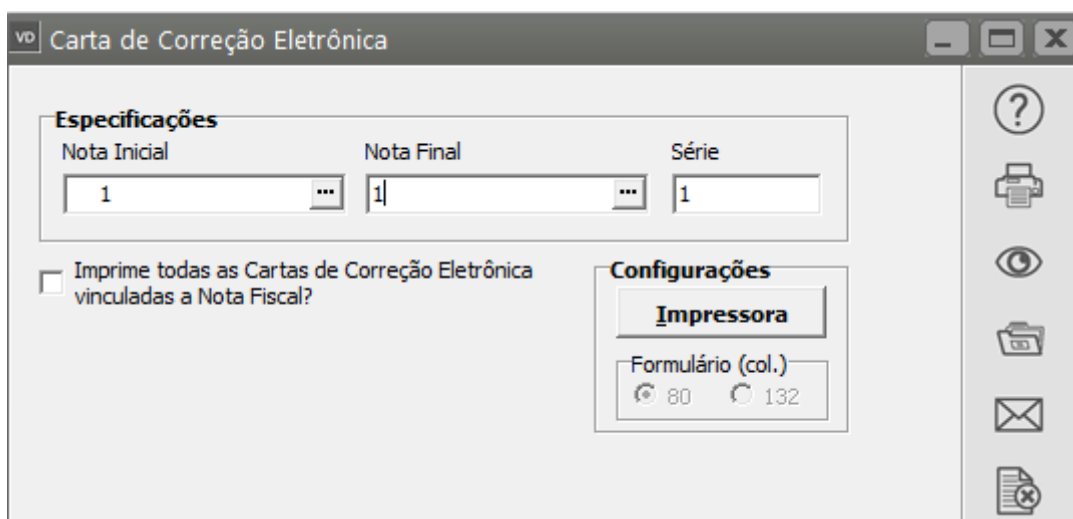 VD Carta de Correção Eletrônica
Especificações
Nota Inicial Nota Final Série
1 ... 1 ... 1
Imprime todas as Cartas de Correção Eletrônica
vinculadas a Nota Fiscal?
Configurações
Impressora
Formulário (col.)
80 132